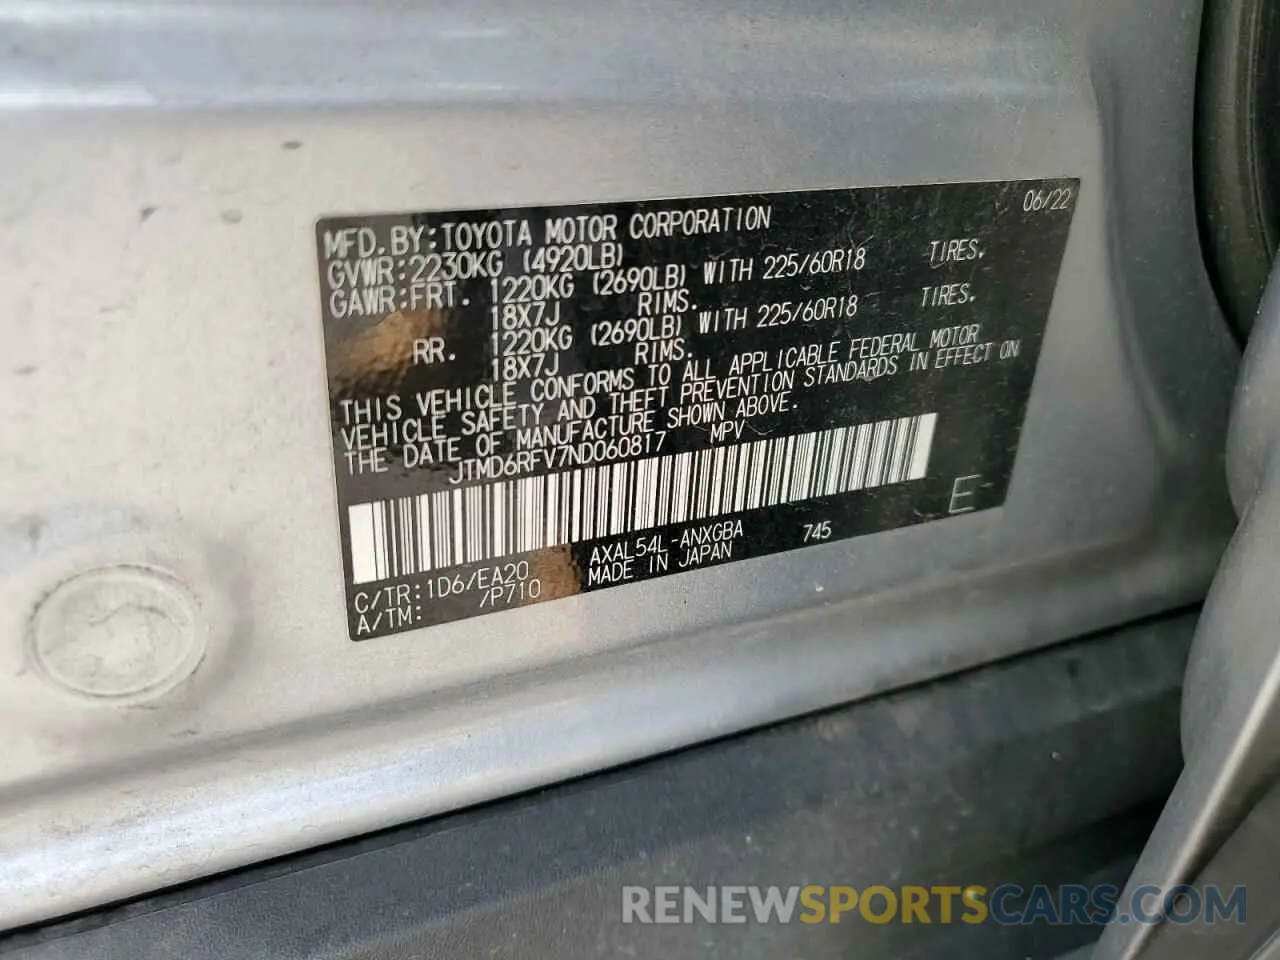 06/22
MFD.BY:TOYOTA MOTOR CORPORATION
GVWR:2230KG (4920LB)
GAWR:FRT. 1220KG (2690LB) WITH 225/60R18 TIRES,
18X7J RIMS.
RR. 1220KG (2690LB) WITH 225/60R18 TIRES,
18X7J RIMS.
THIS VEHICLE CONFORMS TO ALL APPLICABLE FEDERAL MOTOR
VEHICLE SAFETY AND THEFT PREVENTION STANDARDS IN EFFECT ON
THE DATE OF MANUFACTURE SHOWN ABOVE.
JTMD6RFV7ND060817 MPV
E
C/TR:1D6/EA20 AXAL54L-ANXGBA 745
A/TM: /P710 MADE IN JAPAN
RENEWSPORTSCARS.COM